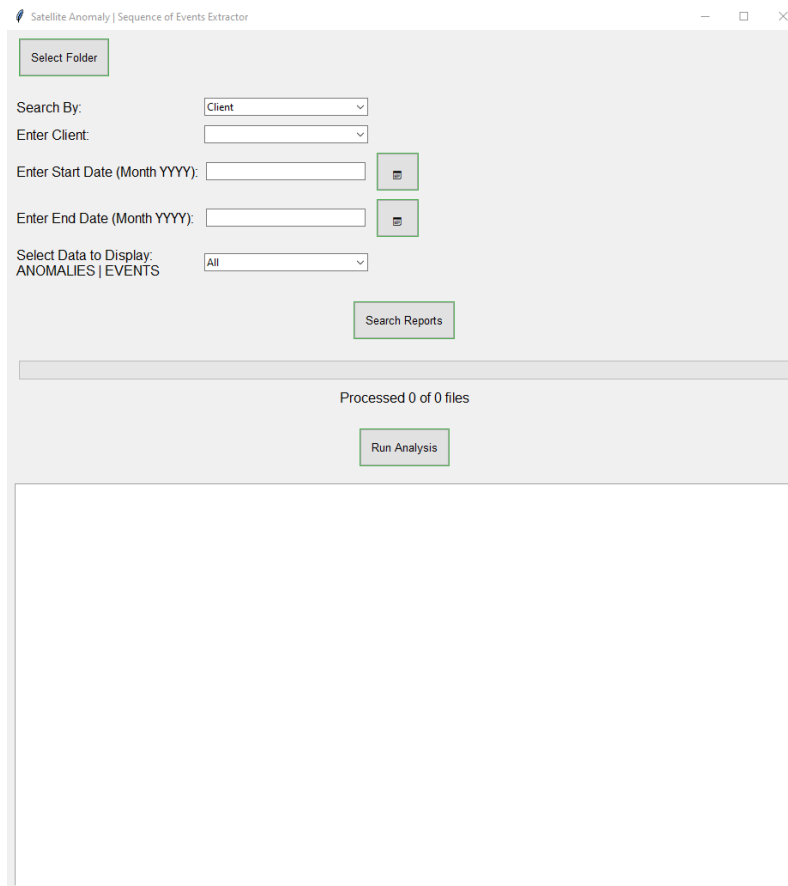 Satellite Anomaly | Sequence of Events Extractor
Select Folder
Search By: Client
Enter Client:
Enter Start Date (Month YYYY):
Enter End Date (Month YYYY):
Select Data to Display:
ANOMALIES | EVENTS
All
Search Reports
Processed 0 of 0 files
Run Analysis